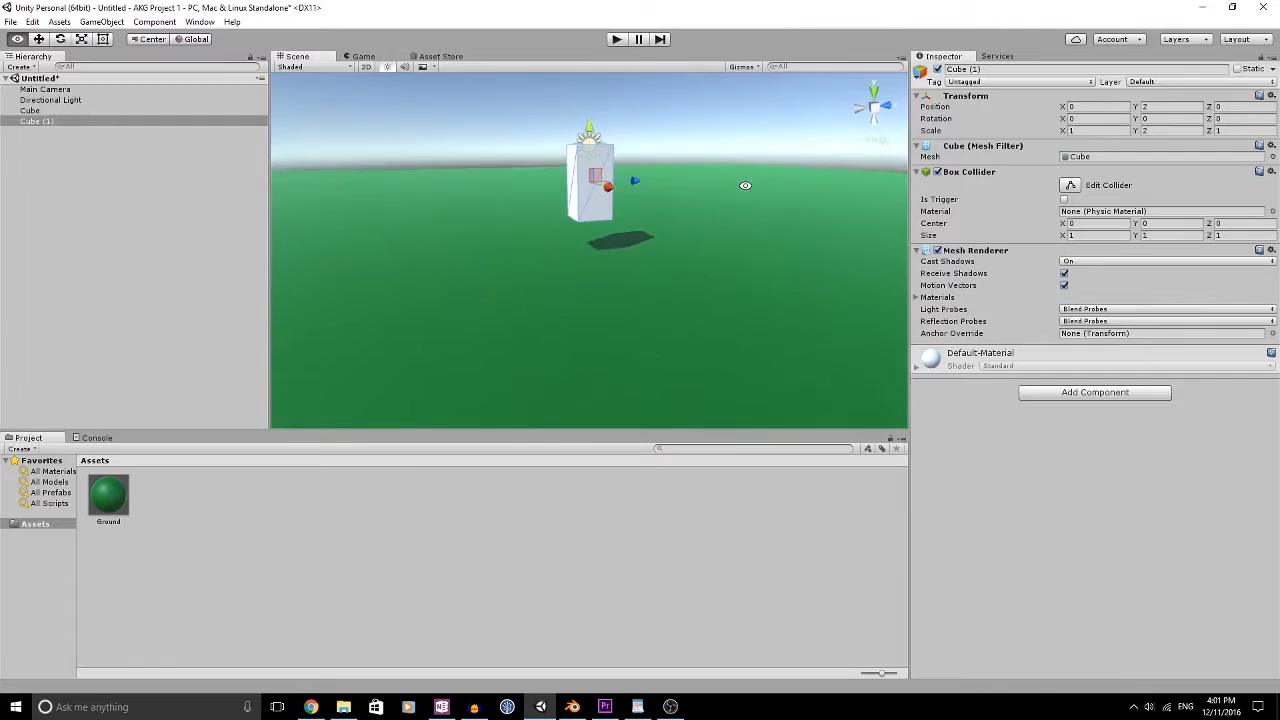 Unity Personal (64bit) - Untitled - AKG Project 1 - PC, Mac & Linux Standalone* <DX11>
File Edit Assets GameObject Component Window Help
Center Global Account Layers Layout
Hierarchy Scene Game Asset Store Inspector Services
Create All Shaded 2D Gizmos All Cube (1) Static
Untitled* Tag Untagged Layer Default
Main Camera
Directional Light
Cube
Cube (1)
y
Transform
Position X 0 Y 2 Z 0
Rotation X 0 Y 0 Z 0
Scale X 1 Y 2 Z 1
Cube (Mesh Filter)
Mesh Cube
Box Collider
Edit Collider
Is Trigger
Material None (Physic Material)
Center X 0 Y 0 Z 0
Size X 1 Y 1 Z 1
Mesh Renderer
Cast Shadows On
Receive Shadows
Motion Vectors
Materials
Light Probes Blend Probes
Reflection Probes Blend Probes
Anchor Override None (Transform)
Default-Material
Shader Standard
Add Component
Project Console
Create
Favorites Assets
All Materials
All Models
All Prefabs
All Scripts
Assets
Ground
Ask me anything
ENG
4:01 PM
12/11/2016